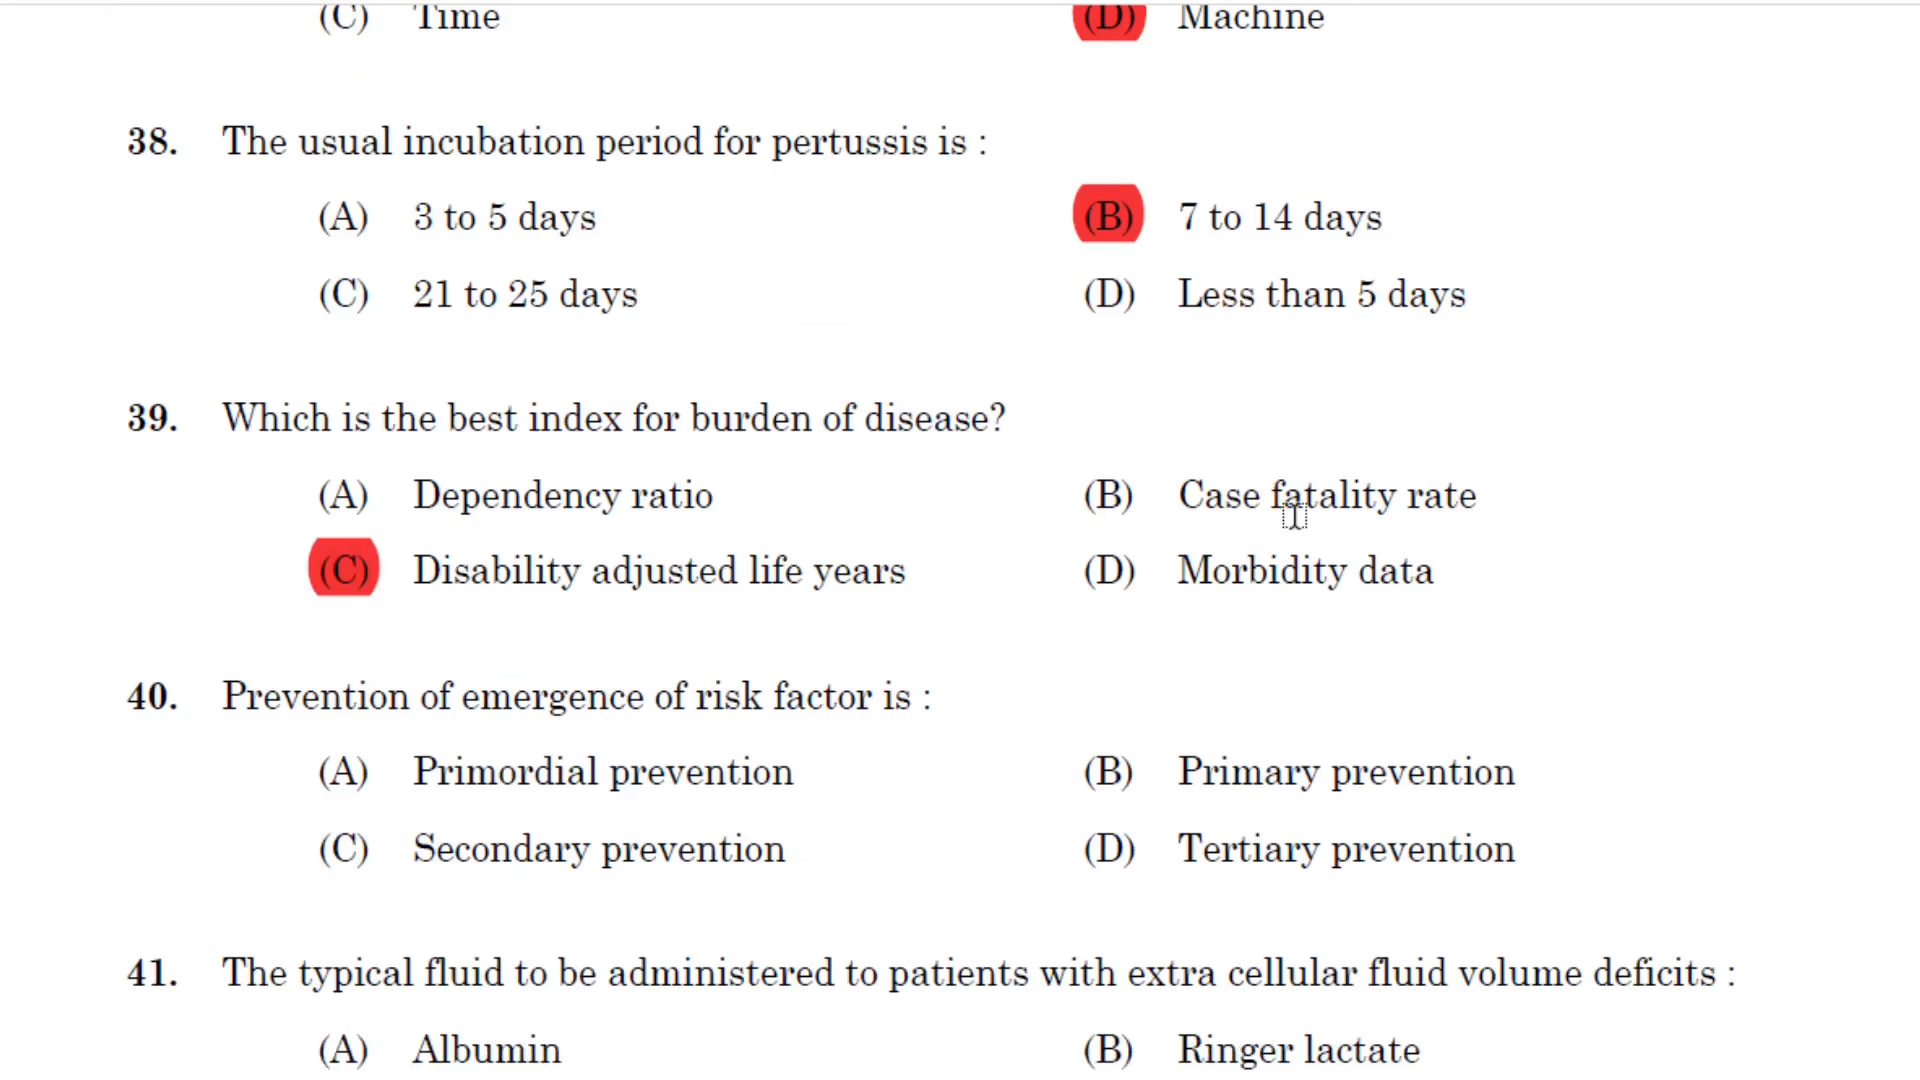 (C) Time (D) Machine
38. The usual incubation period for pertussis is :
(A) 3 to 5 days (B) 7 to 14 days
(C) 21 to 25 days (D) Less than 5 days
39. Which is the best index for burden of disease?
(A) Dependency ratio (B) Case fatality rate
(C) Disability adjusted life years (D) Morbidity data
40. Prevention of emergence of risk factor is :
(A) Primordial prevention (B) Primary prevention
(C) Secondary prevention (D) Tertiary prevention
41. The typical fluid to be administered to patients with extra cellular fluid volume deficits :
(A) Albumin (B) Ringer lactate